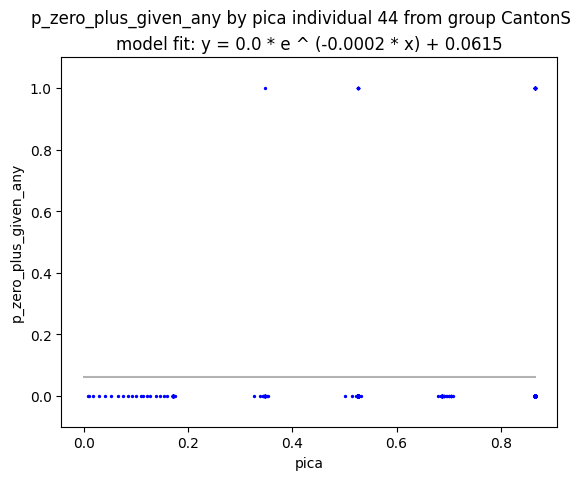 p_zero_plus_given_any by pica individual 44 from group CantonS
model fit: y = 0.0 * e ^ (-0.0002 * x) + 0.0615
1.0
0.8
0.6
0.4
0.2
0.0
p_zero_plus_given_any
0.0 0.2 0.4 0.6 0.8
pica